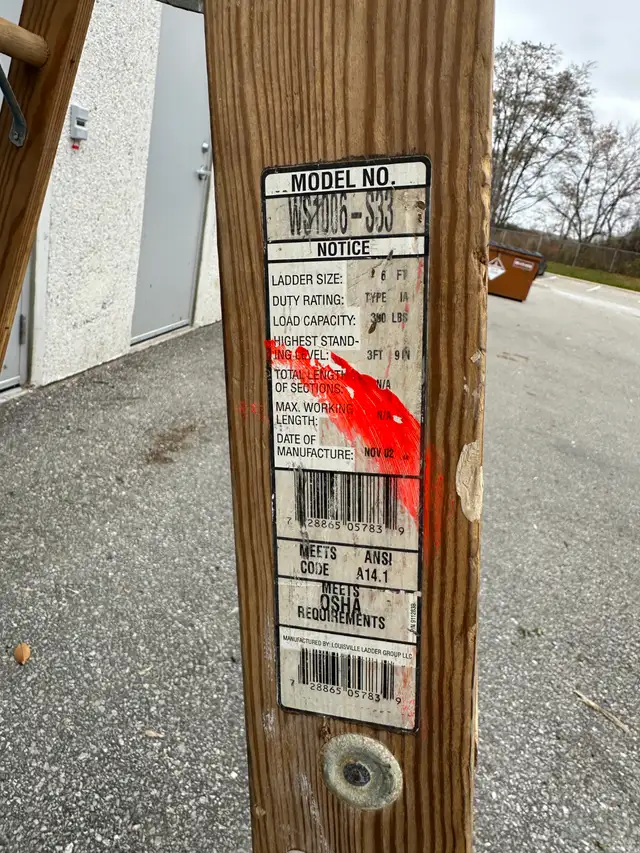 MODEL NO.
WS1006-S33
NOTICE
LADDER SIZE: 6 FT
DUTY RATING: TYPE IA
LOAD CAPACITY: 300 LBS
HIGHEST STAND-
ING LEVEL: 3FT 9IN
TOTAL LENGTH
OF SECTIONS: N/A
MAX. WORKING
LENGTH: N/A
DATE OF
MANUFACTURE: NOV 02
7 28865 05783 9
MEETS ANSI
CODE A14.1
MEETS
OSHA
REQUIREMENTS
MANUFACTURED BY: LOUISVILLE LADDER GROUP LLC
7 28865 05783 9